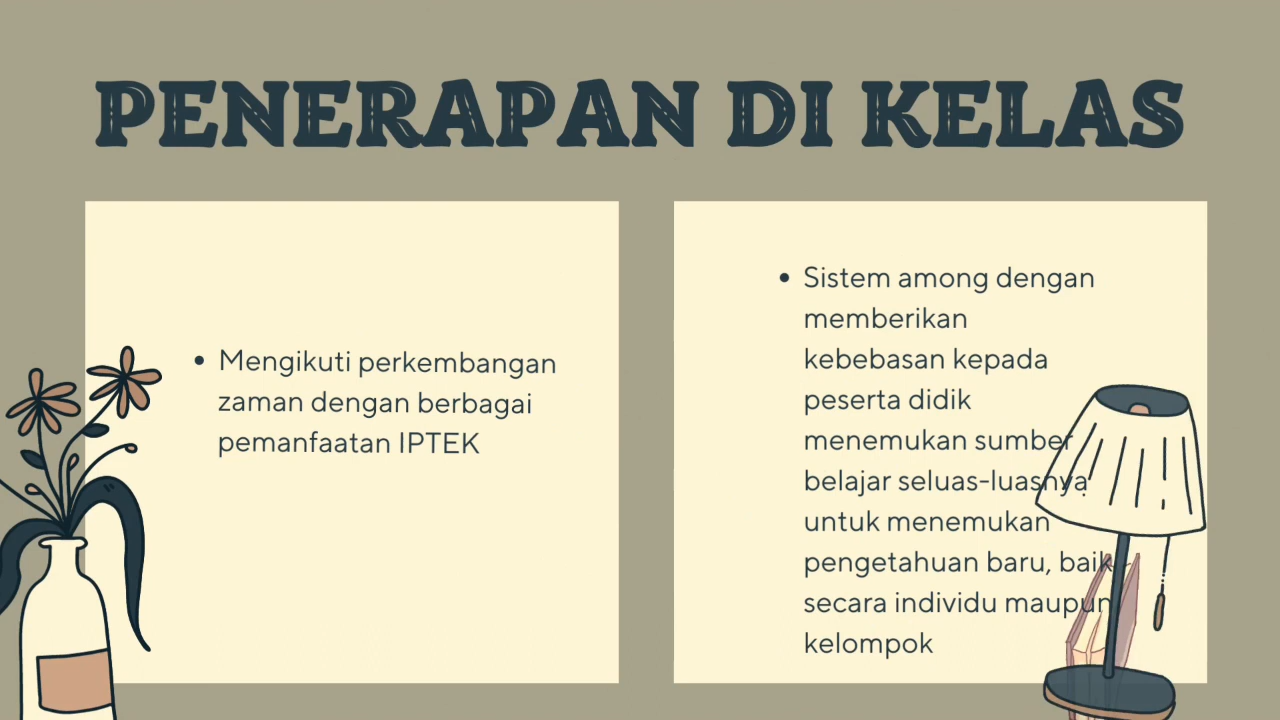 PENERAPAN DI KELAS
• Mengikuti perkembangan
zaman dengan berbagai
pemanfaatan IPTEK
• Sistem among dengan
memberikan
kebebasan kepada
peserta didik
menemukan sumber
belajar seluas-luasnya
untuk menemukan
pengetahuan baru, baik
secara individu maupun
kelompok